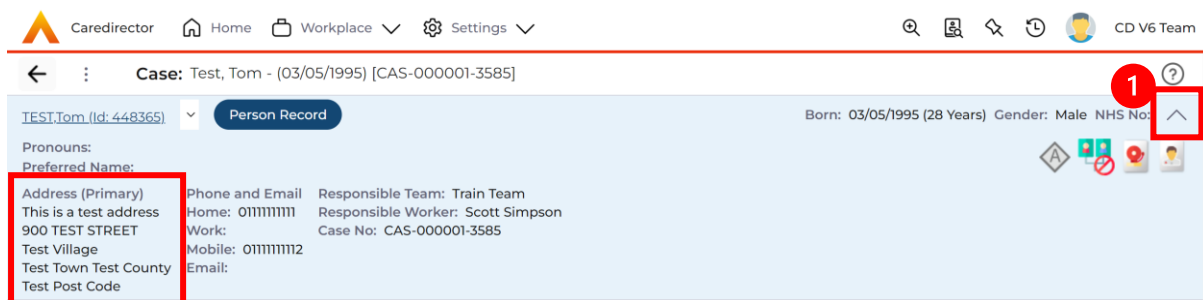 Caredirector Home Workplace Settings CD V6 Team
Case: Test, Tom - (03/05/1995) [CAS-000001-3585]
?
1
TEST,Tom (Id: 448365) Person Record Born: 03/05/1995 (28 Years) Gender: Male NHS No:
Pronouns:
Preferred Name:
A
Address (Primary) Phone and Email Responsible Team: Train Team
This is a test address Home: 01111111111 Responsible Worker: Scott Simpson
900 TEST STREET Work: Case No: CAS-000001-3585
Test Village Mobile: 01111111112
Test Town Test County Email:
Test Post Code